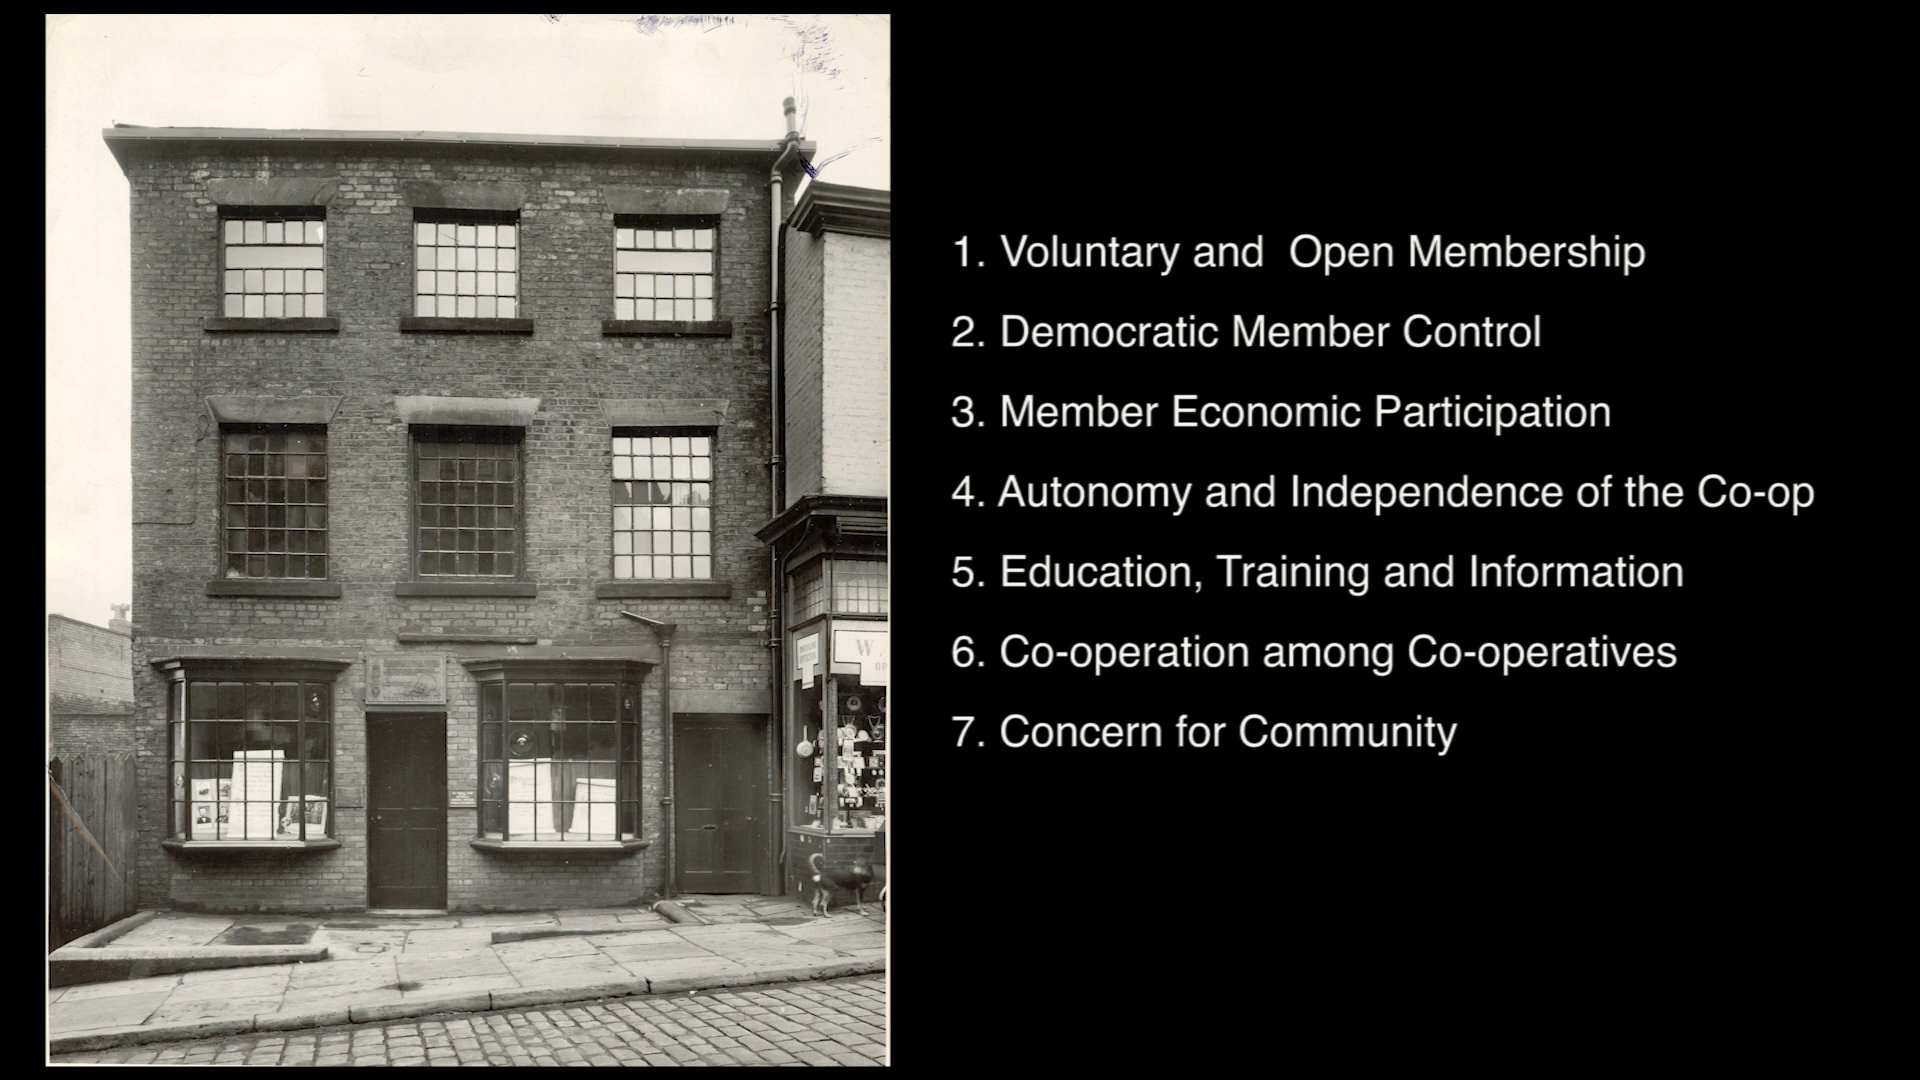 1. Voluntary and  Open Membership
2. Democratic Member Control
3. Member Economic Participation
4. Autonomy and Independence of the Co-op
5. Education, Training and Information
6. Co-operation among Co-operatives
7. Concern for Community
W.
OP